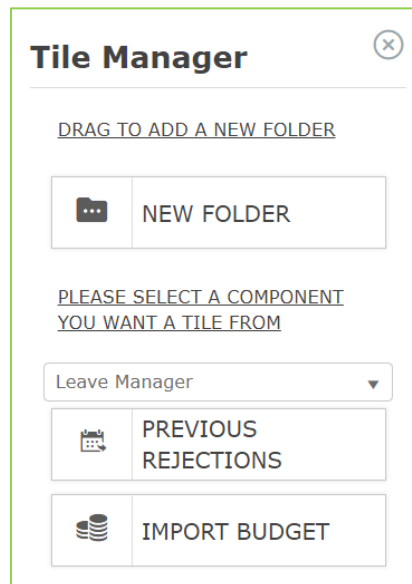 Tile Manager
DRAG TO ADD A NEW FOLDER
NEW FOLDER
PLEASE SELECT A COMPONENT
YOU WANT A TILE FROM
Leave Manager
PREVIOUS
REJECTIONS
IMPORT BUDGET